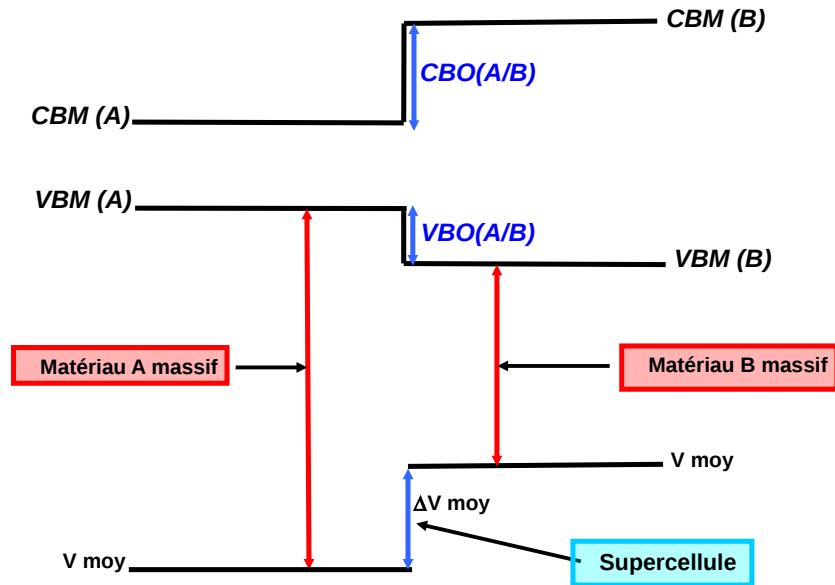 CBM (B)
CBO(A/B)
CBM (A)
VBM (A)
VBO(A/B)
VBM (B)
Matériau A massif
Matériau B massif
V moy
ΔV moy
V moy
Supercellule